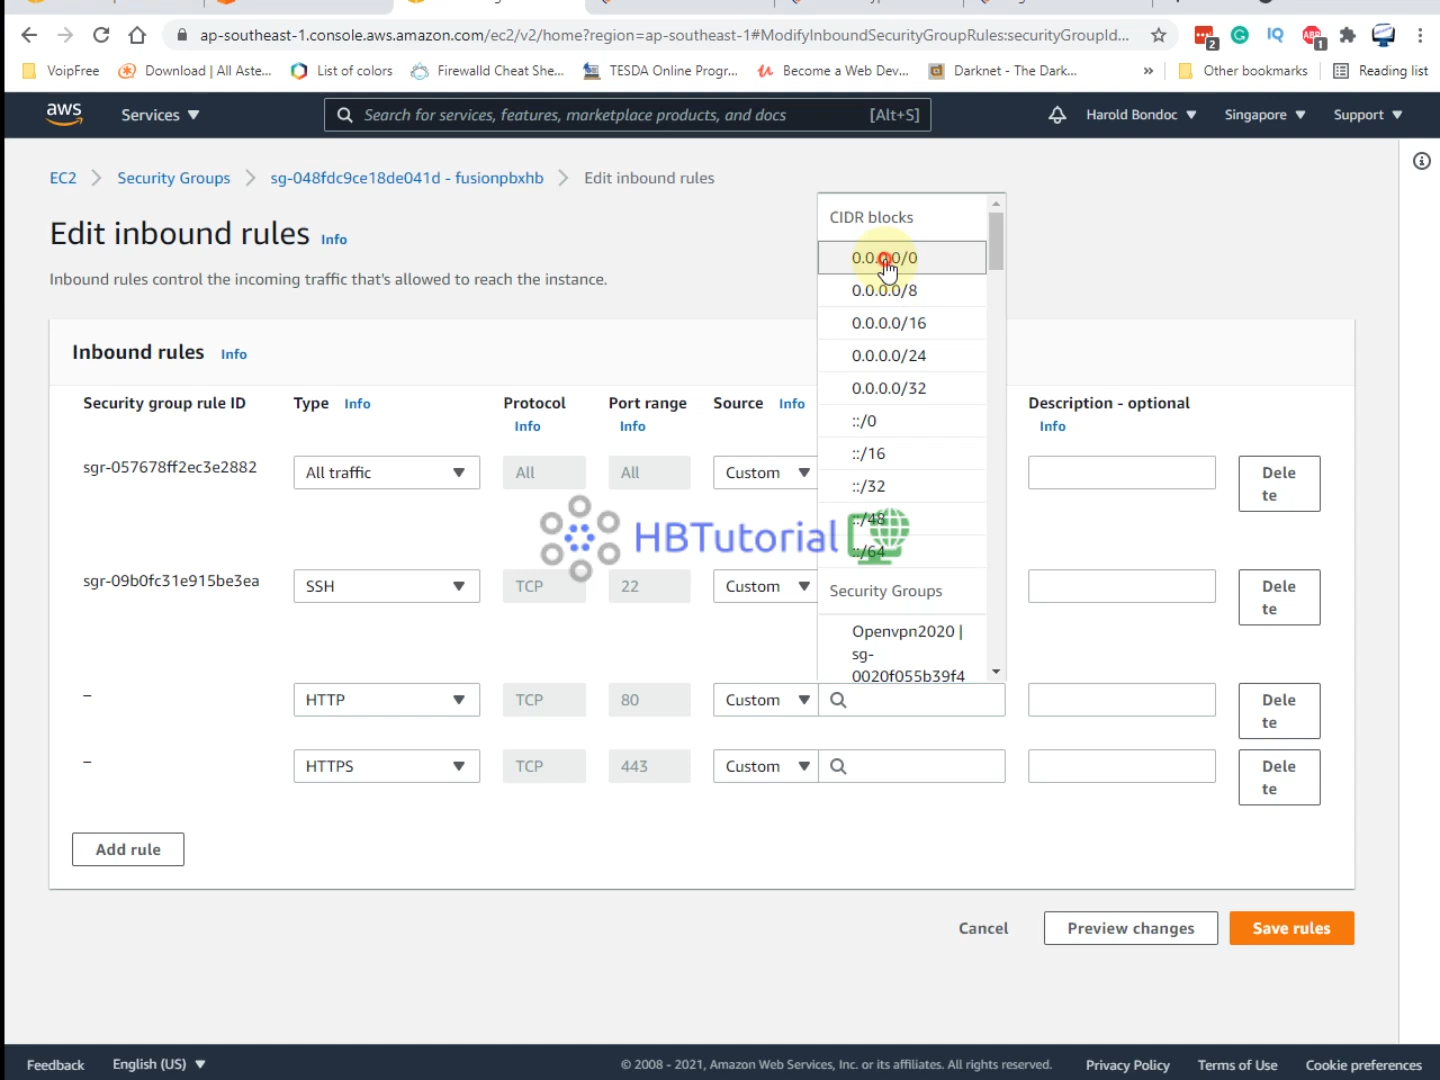 ap-southeast-1.console.aws.amazon.com/ec2/v2/home?region=ap-southeast-1#ModifyInboundSecurityGroupRules:securityGroupId...
2
IQ
ABP
1
VoipFree
Download | All Aste...
List of colors
Firewalld Cheat She...
TESDA Online Progr...
Become a Web Dev...
Darknet - The Dark...
»
Other bookmarks
Reading list
aws
Services
Search for services, features, marketplace products, and docs
[Alt+S]
Harold Bondoc
Singapore
Support
EC2
Security Groups
sg-048fdc9ce18de041d - fusionpbxhb
Edit inbound rules
Edit inbound rules Info
Inbound rules control the incoming traffic that's allowed to reach the instance.
Inbound rules Info
Security group rule ID
Type Info
Protocol
Info
Port range
Info
Source Info
Description - optional
Info
CIDR blocks
0.0.0.0/0
0.0.0.0/8
0.0.0.0/16
0.0.0.0/24
0.0.0.0/32
::/0
::/16
::/32
::/48
::/64
Security Groups
Openvpn2020 |
sg-
0020f055b39f4
sgr-057678ff2ec3e2882
All traffic
All
All
Custom
Dele
te
HBTutorial
sgr-09b0fc31e915be3ea
SSH
TCP
22
Custom
Dele
te
–
HTTP
TCP
80
Custom
Dele
te
–
HTTPS
TCP
443
Custom
Dele
te
Add rule
Cancel
Preview changes
Save rules
Feedback
English (US)
© 2008 - 2021, Amazon Web Services, Inc. or its affiliates. All rights reserved.
Privacy Policy
Terms of Use
Cookie preferences